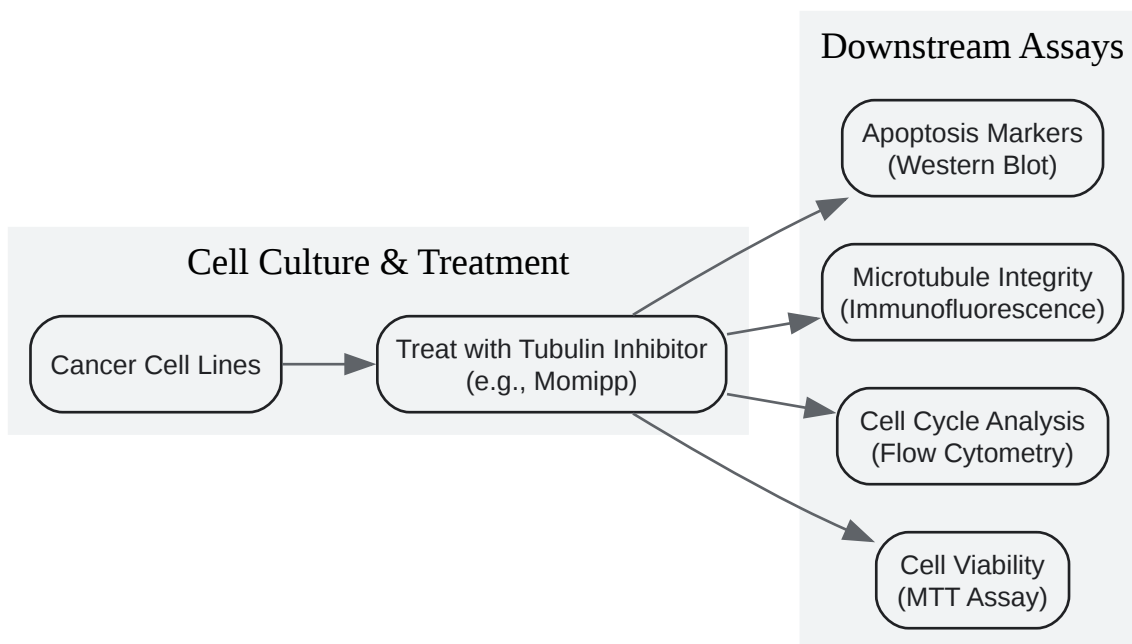 Cell Culture & Treatment
Cancer Cell Lines
Treat with Tubulin Inhibitor
(e.g., Momipp)
Downstream Assays
Apoptosis Markers
(Western Blot)
Microtubule Integrity
(Immunofluorescence)
Cell Cycle Analysis
(Flow Cytometry)
Cell Viability
(MTT Assay)